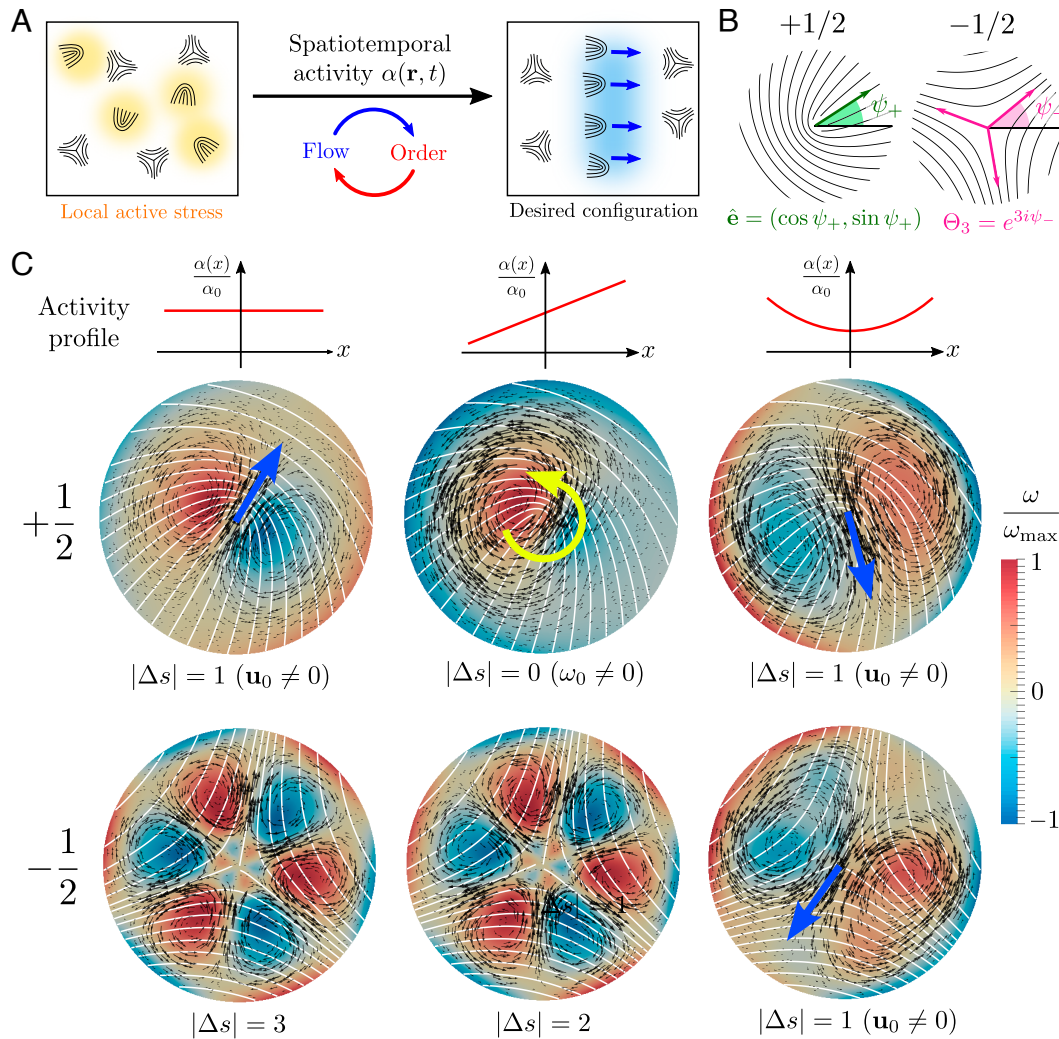 A
Spatiotemporal
activity α(r, t)
Flow
Order
Local active stress
Desired configuration
B
+1/2
−1/2
ψ₊
ψ₋
ê = (cos ψ₊, sin ψ₊)
Θ₃ = e^{3iψ₋}
C
Activity
profile
α(x)/α₀
x
α(x)/α₀
x
α(x)/α₀
x
+1/2
|Δs| = 1 (u₀ ≠ 0)
|Δs| = 0 (ω₀ ≠ 0)
|Δs| = 1 (u₀ ≠ 0)
ω/ω_max
1
0
−1
−1/2
|Δs| = 3
|Δs| = 2
|Δs| = 1 (u₀ ≠ 0)